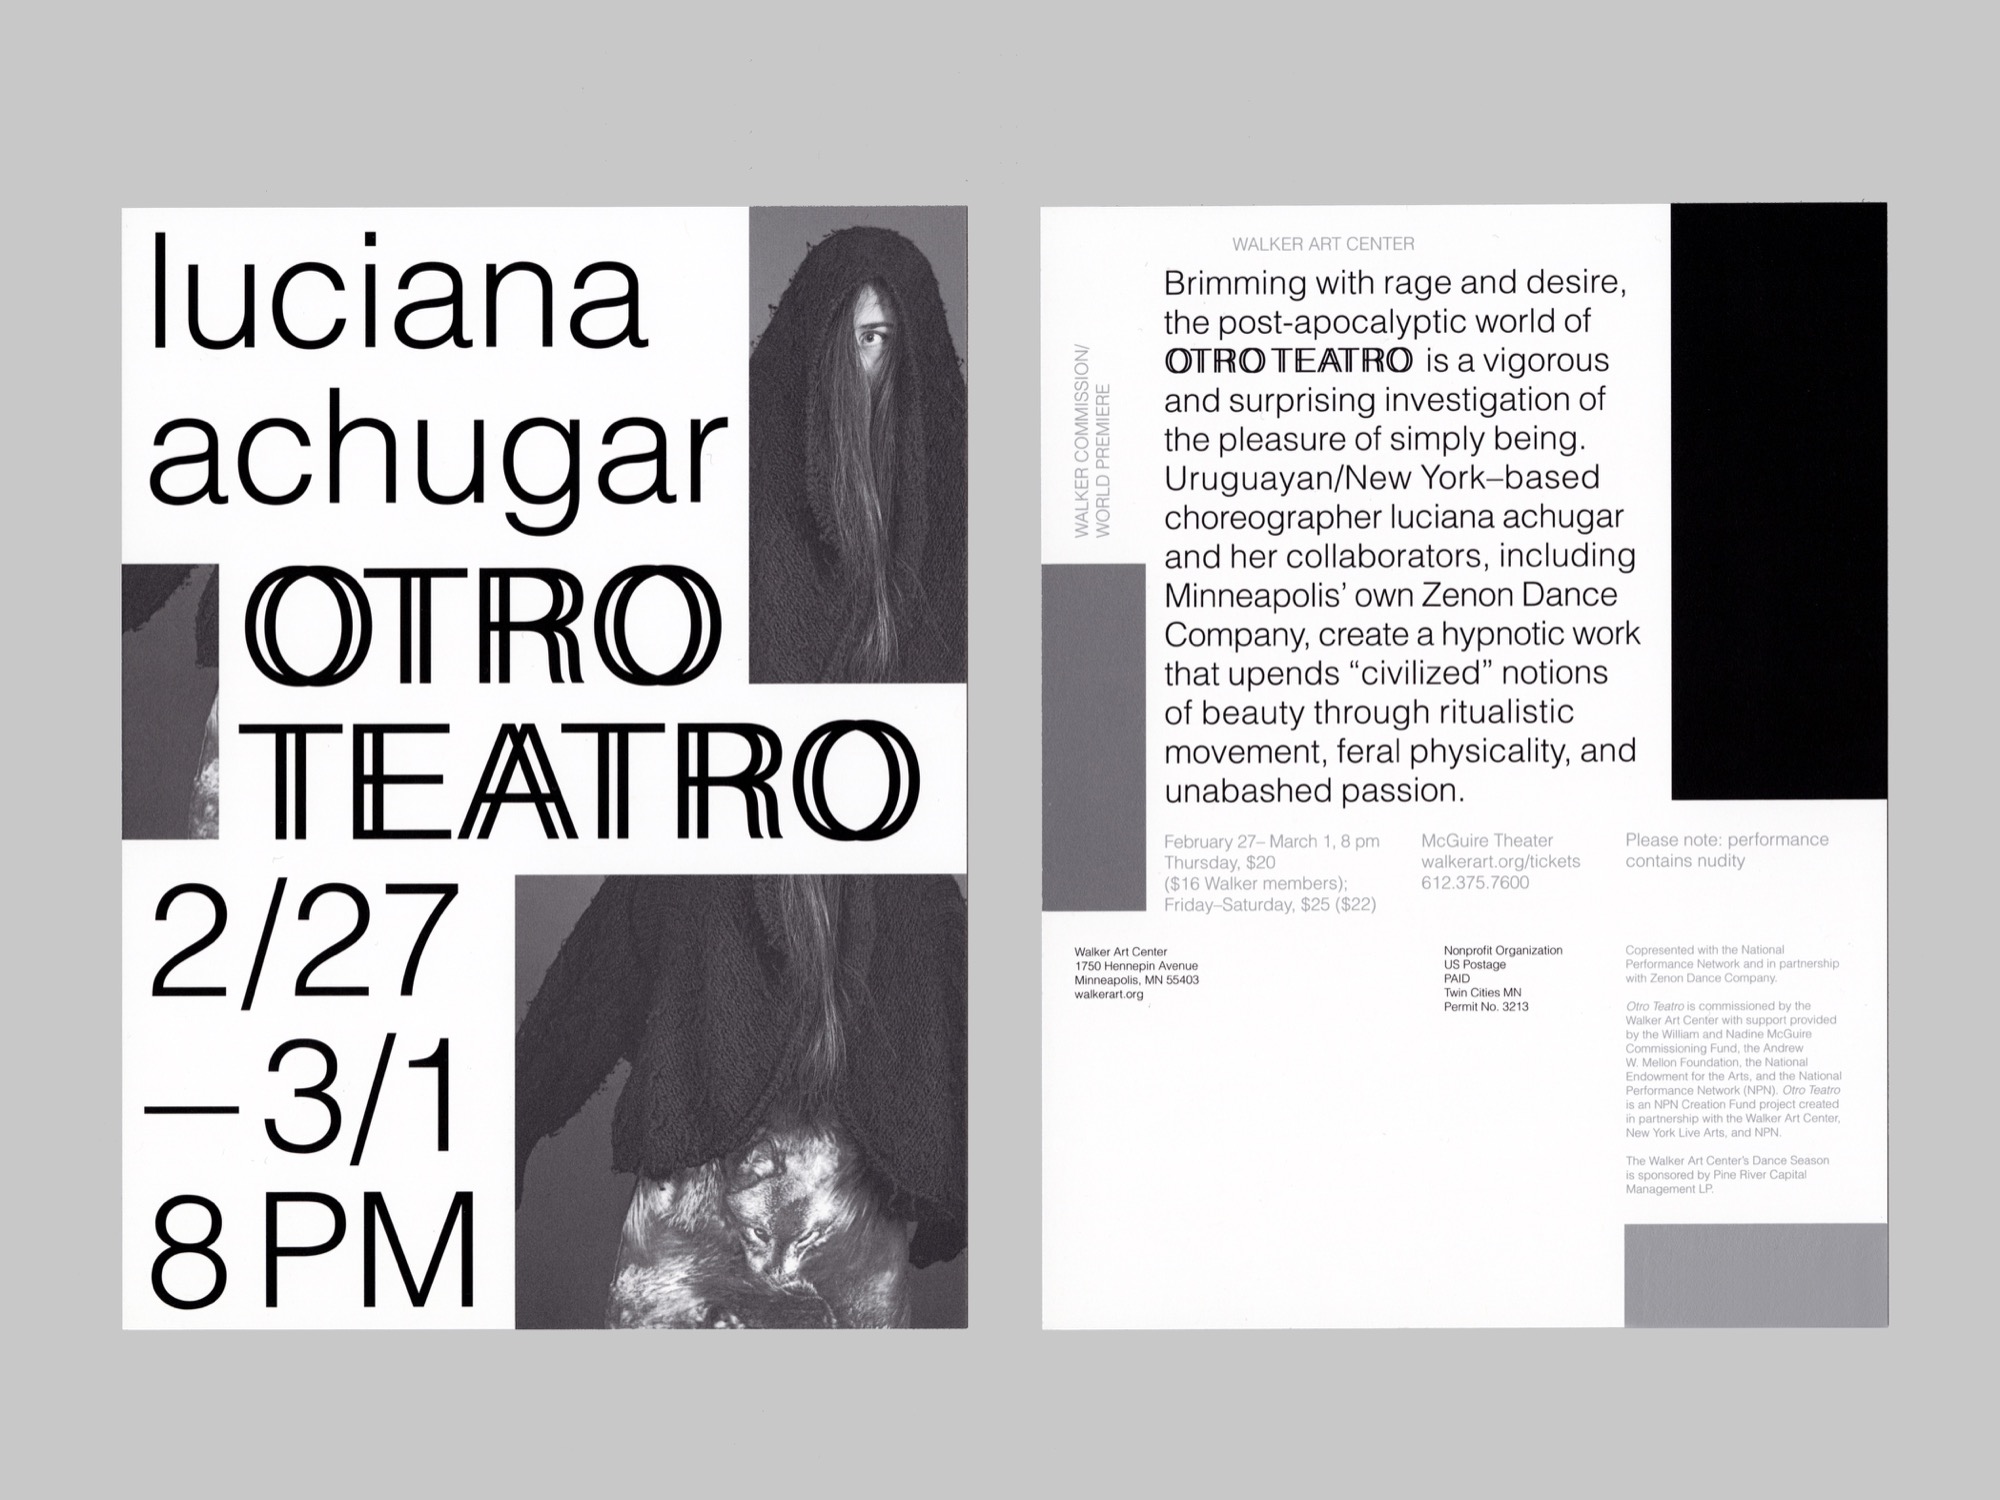 luciana
achugar
OTRO
TEATRO
2/27
–3/1
8 PM
WALKER ART CENTER
WALKER COMMISSION/
WORLD PREMIERE
Brimming with rage and desire,
the post-apocalyptic world of
OTRO TEATRO is a vigorous
and surprising investigation of
the pleasure of simply being.
Uruguayan/New York–based
choreographer luciana achugar
and her collaborators, including
Minneapolis’ own Zenon Dance
Company, create a hypnotic work
that upends “civilized” notions
of beauty through ritualistic
movement, feral physicality, and
unabashed passion.
February 27– March 1, 8 pm
Thursday, $20
($16 Walker members);
Friday–Saturday, $25 ($22)
McGuire Theater
walkerart.org/tickets
612.375.7600
Please note: performance
contains nudity
Walker Art Center
1750 Hennepin Avenue
Minneapolis, MN 55403
walkerart.org
Nonprofit Organization
US Postage
PAID
Twin Cities MN
Permit No. 3213
Copresented with the National
Performance Network and in partnership
with Zenon Dance Company.
Otro Teatro is commissioned by the
Walker Art Center with support provided
by the William and Nadine McGuire
Commissioning Fund, the Andrew
W. Mellon Foundation, the National
Endowment for the Arts, and the National
Performance Network (NPN). Otro Teatro
is an NPN Creation Fund project created
in partnership with the Walker Art Center,
New York Live Arts, and NPN.
The Walker Art Center’s Dance Season
is sponsored by Pine River Capital
Management LP.